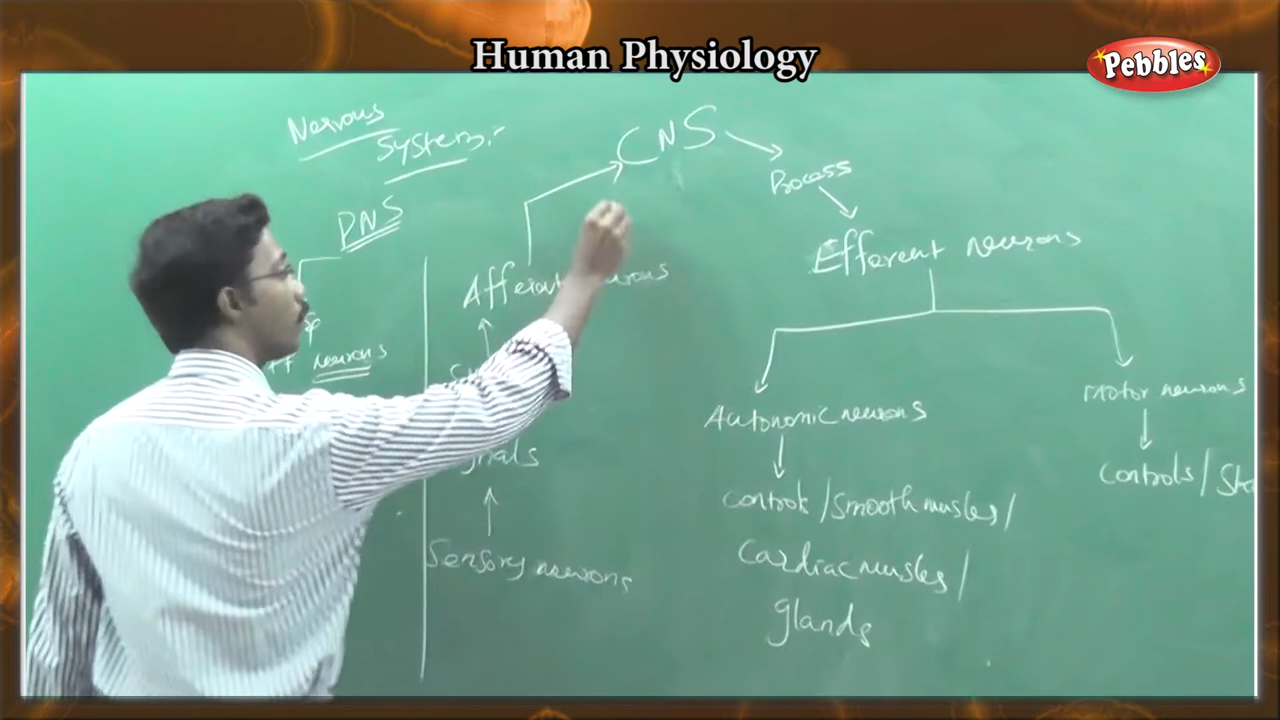 Human Physiology
Pebbles
Nervous
System:-
CNS
Process
PNS
Efferent neurons
neurons
Motor neurons
Autonomic neurons
Controls/
Controls/smooth muscles/
Sensory neurons
Cardiac muscles/
glands